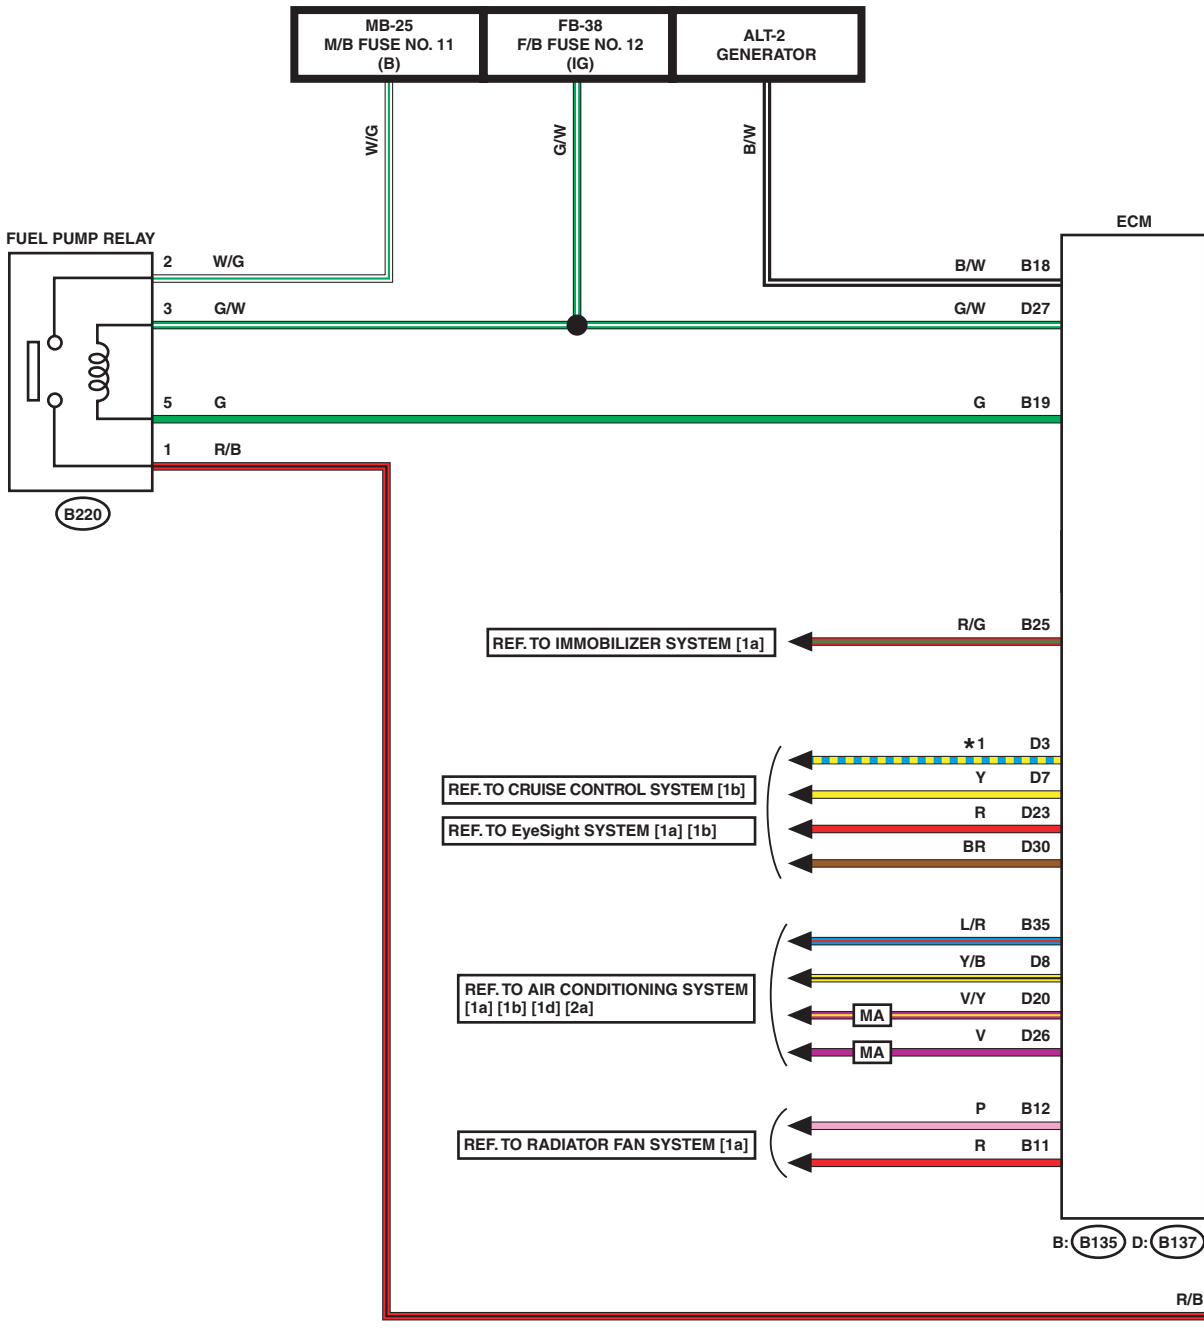 MB-25
M/B FUSE NO. 11
(B)
FB-38
F/B FUSE NO. 12
(IG)
ALT-2
GENERATOR
W/G
G/W
B/W
ECM
FUEL PUMP RELAY
2 W/G
B/W B18
3 G/W
G/W D27
5 G
G B19
1 R/B
B220
R/G B25
REF. TO IMMOBILIZER SYSTEM [1a]
*1 D3
Y D7
REF. TO CRUISE CONTROL SYSTEM [1b]
R D23
REF. TO EyeSight SYSTEM [1a] [1b]
BR D30
L/R B35
Y/B D8
REF. TO AIR CONDITIONING SYSTEM
[1a] [1b] [1d] [2a]
V/Y D20
MA
V D26
MA
P B12
REF. TO RADIATOR FAN SYSTEM [1a]
R B11
B: B135 D: B137
R/B